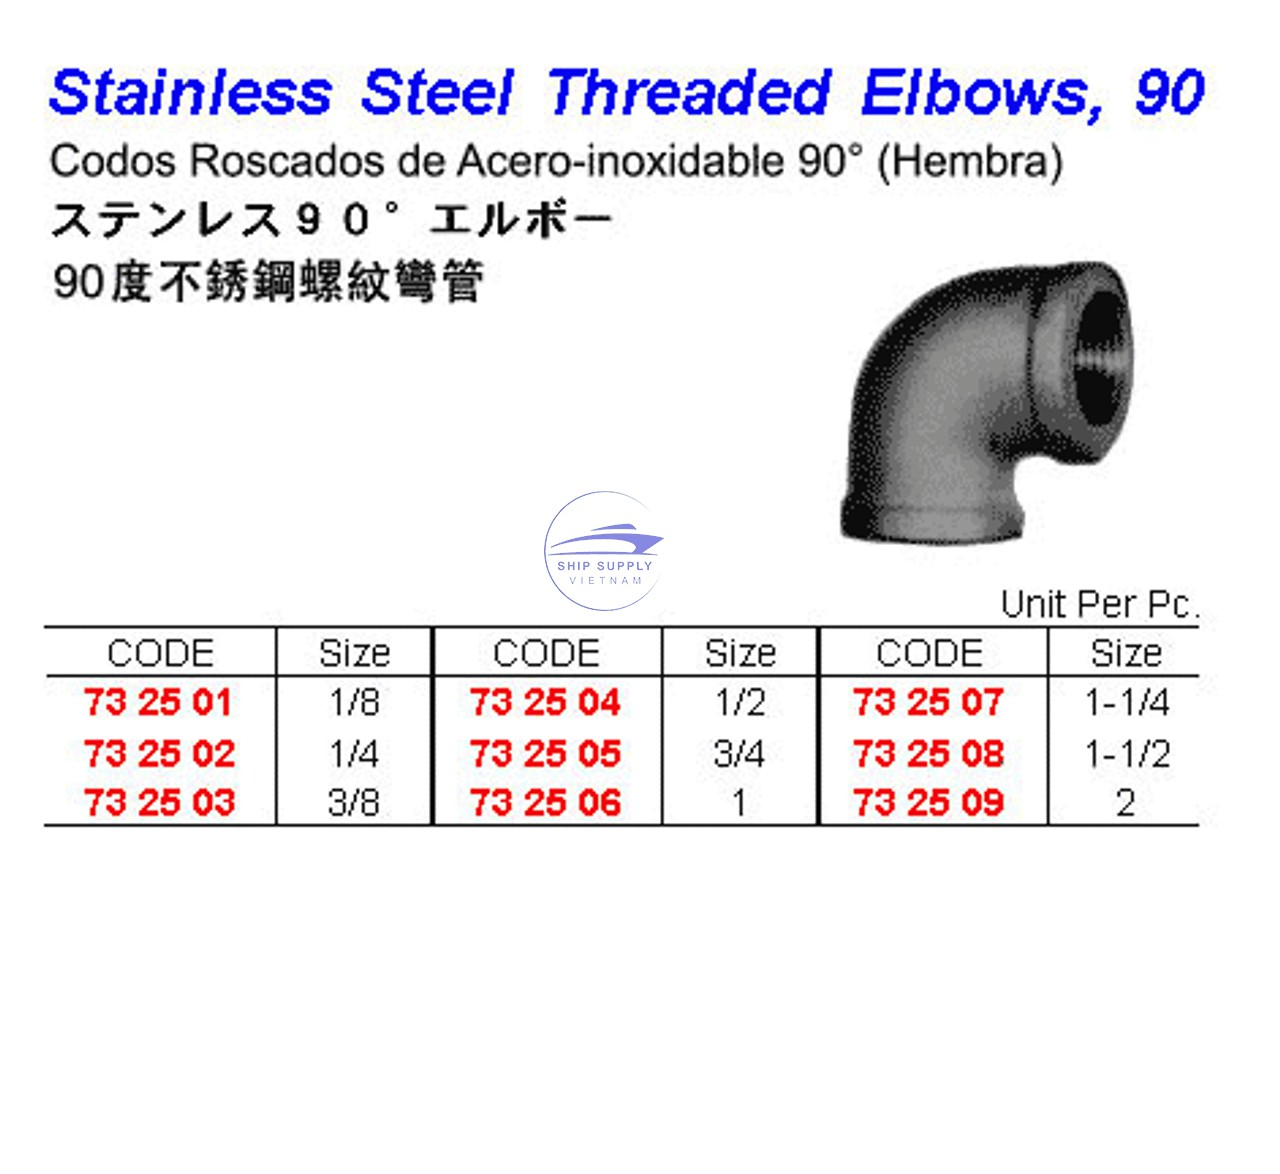 Stainless Steel Threaded Elbows, 90
Codos Roscados de Acero-inoxidable 90° (Hembra)
ステンレス９０°エルボー
90度不銹鋼螺紋彎管
SHIP SUPPLY
VIETNAM
Unit Per Pc.
CODE Size CODE Size CODE Size
73 25 01 1/8 73 25 04 1/2 73 25 07 1-1/4
73 25 02 1/4 73 25 05 3/4 73 25 08 1-1/2
73 25 03 3/8 73 25 06 1 73 25 09 2